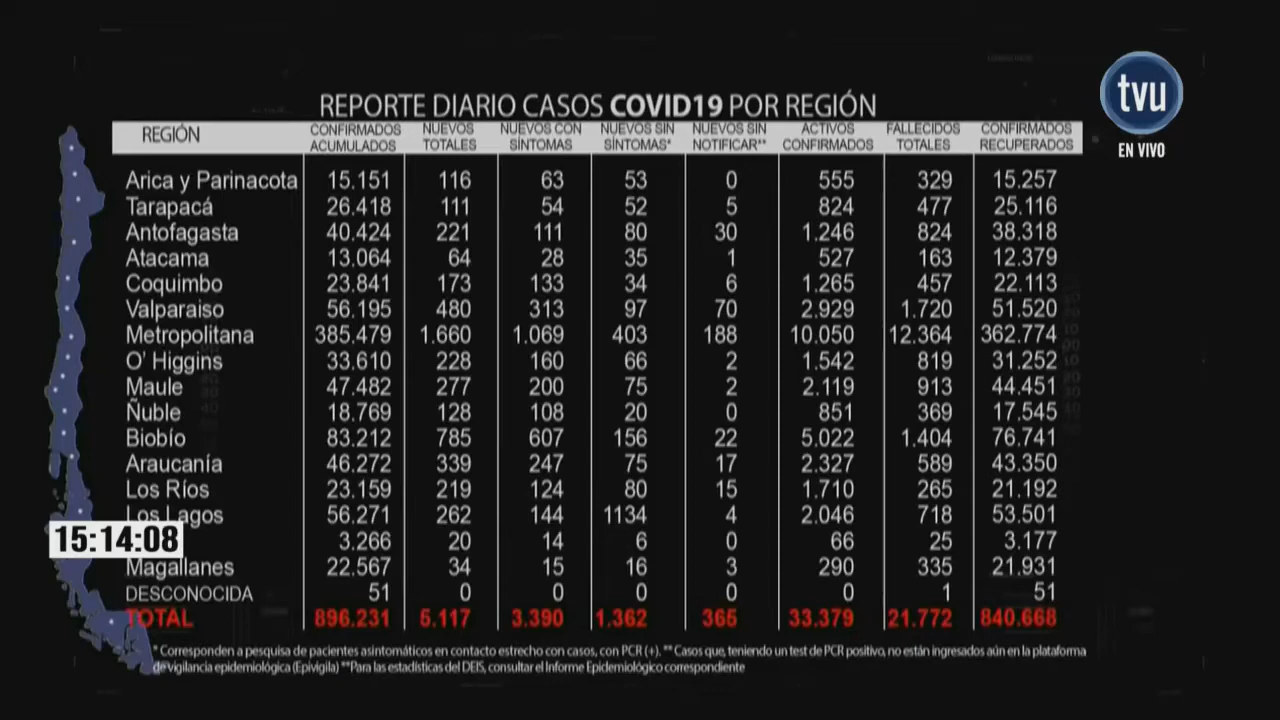 tvu
EN VIVO
REPORTE DIARIO CASOS COVID19 POR REGIÓN
REGIÓN CONFIRMADOS ACUMULADOS NUEVOS TOTALES NUEVOS CON SÍNTOMAS NUEVOS SIN SÍNTOMAS* NUEVOS SIN NOTIFICAR** ACTIVOS CONFIRMADOS FALLECIDOS TOTALES CONFIRMADOS RECUPERADOS
Arica y Parinacota 15.151 116 63 53 0 555 329 15.257
Tarapacá 26.418 111 54 52 5 824 477 25.116
Antofagasta 40.424 221 111 80 30 1.246 824 38.318
Atacama 13.064 64 28 35 1 527 163 12.379
Coquimbo 23.841 173 133 34 6 1.265 457 22.113
Valparaiso 56.195 480 313 97 70 2.929 1.720 51.520
Metropolitana 385.479 1.660 1.069 403 188 10.050 12.364 362.774
O' Higgins 33.610 228 160 66 2 1.542 819 31.252
Maule 47.482 277 200 75 2 2.119 913 44.451
Ñuble 18.769 128 108 20 0 851 369 17.545
Biobío 83.212 785 607 156 22 5.022 1.404 76.741
Araucanía 46.272 339 247 75 17 2.327 589 43.350
Los Ríos 23.159 219 124 80 15 1.710 265 21.192
Los Lagos 56.271 262 144 1134 4 2.046 718 53.501
15:14:08 3.266 20 14 6 0 66 25 3.177
Magallanes 22.567 34 15 16 3 290 335 21.931
DESCONOCIDA 51 0 0 0 0 0 1 51
TOTAL 896.231 5.117 3.390 1.362 365 33.379 21.772 840.668
* Corresponden a pesquisa de pacientes asintomáticos en contacto estrecho con casos, con PCR (+). ** Casos que, teniendo un test de PCR positivo, no están ingresados aún en la plataforma
de vigilancia epidemiológica (Epivigila) **Para las estadísticas del DEIS, consultar el Informe Epidemiológico correspondiente